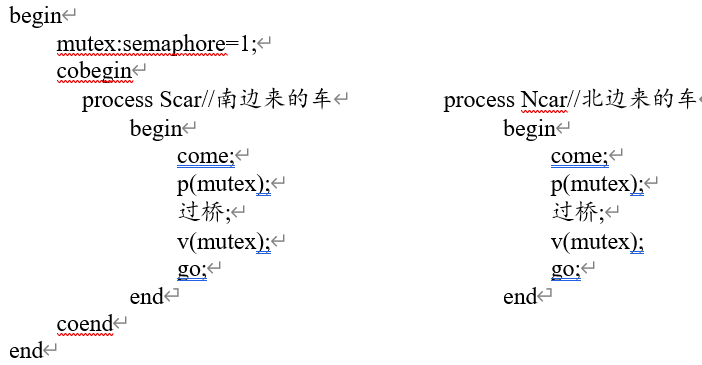 begin
mutex:semaphore=1;
cobegin
process Scar//南边来的车 process Ncar//北边来的车
begin begin
come; come;
p(mutex); p(mutex);
过桥; 过桥;
v(mutex); v(mutex);
go; go;
end end
coend
end